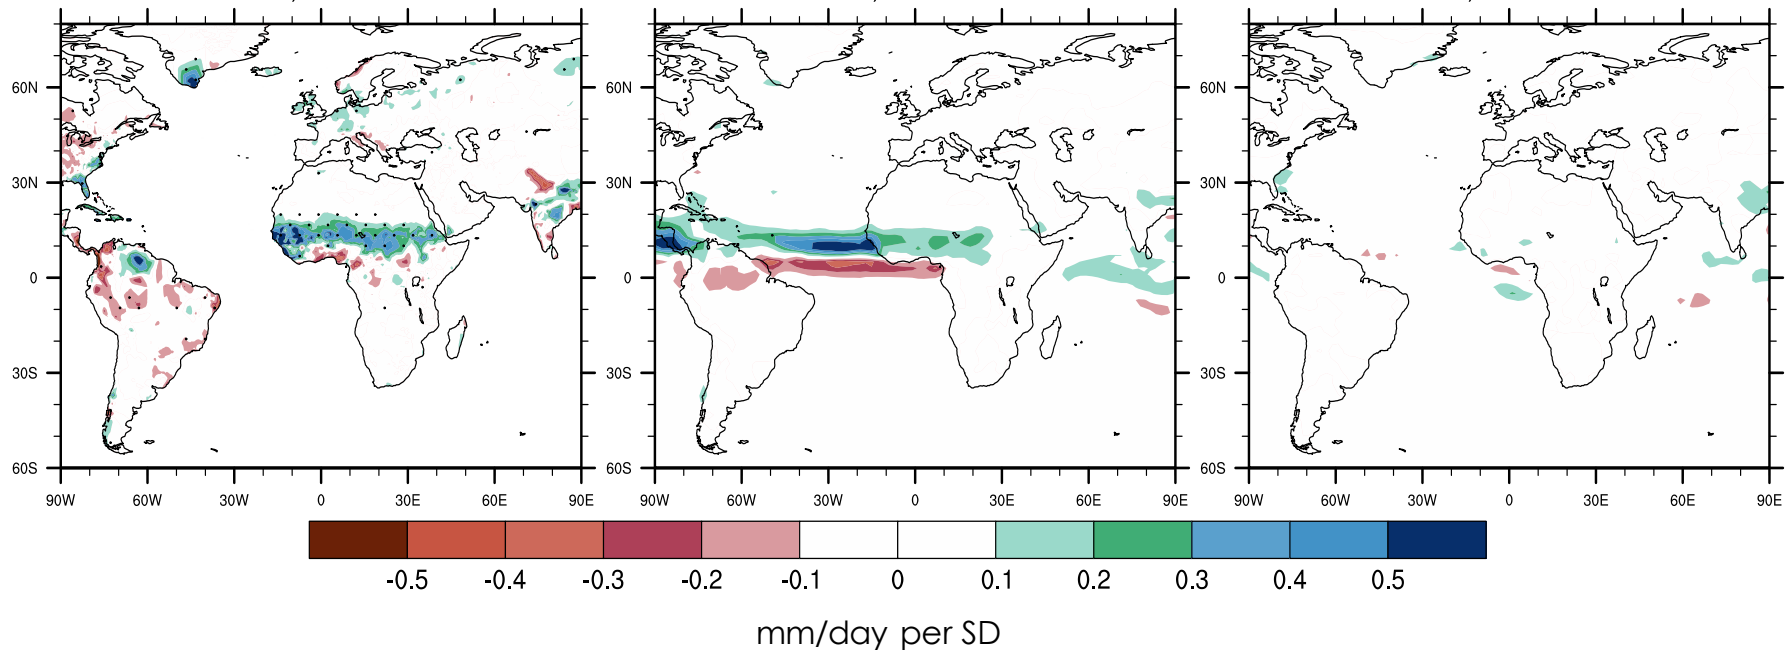 60N 60N 60N
30N 30N 30N
0 0 0
30S 30S 30S
60S 60S 60S
90W 60W 30W 0 30E 60E 90E 90W 60W 30W 0 30E 60E 90E 90W 60W 30W 0 30E 60E 90E
-0.5 -0.4 -0.3 -0.2 -0.1 0 0.1 0.2 0.3 0.4 0.5
mm/day per SD